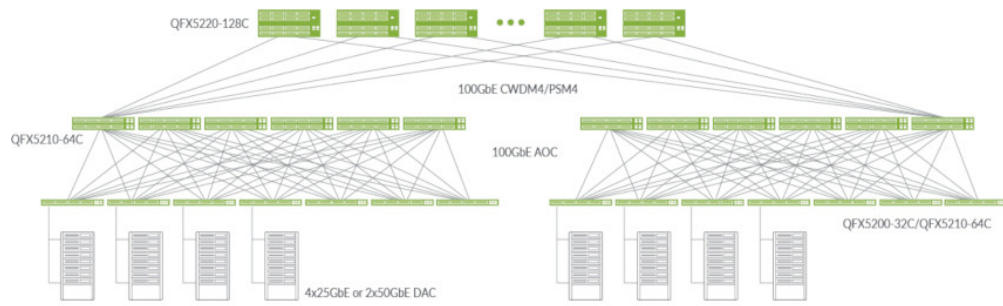 QFX5220-128C
100GbE CWDM4/PSM4
QFX5210-64C
100GbE AOC
QFX5200-32C/QFX5210-64C
4x25GbE or 2x50GbE DAC